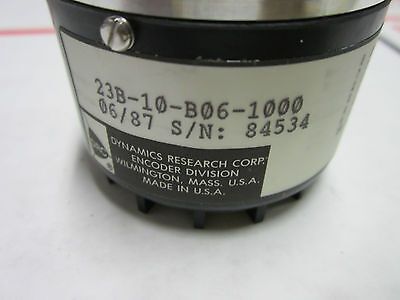 23B-10-B06-1000
06/87 S/N: 84534
DYNAMICS RESEARCH CORP.
ENCODER DIVISION
WILMINGTON, MASS. U.S.A.
MADE IN U.S.A.